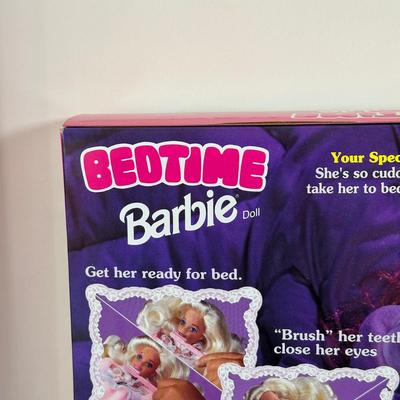 BEDTIME
Barbie Doll
Your Spec
She's so cudd
take her to bed
Get her ready for bed.
"Brush" her teeth
close her eyes